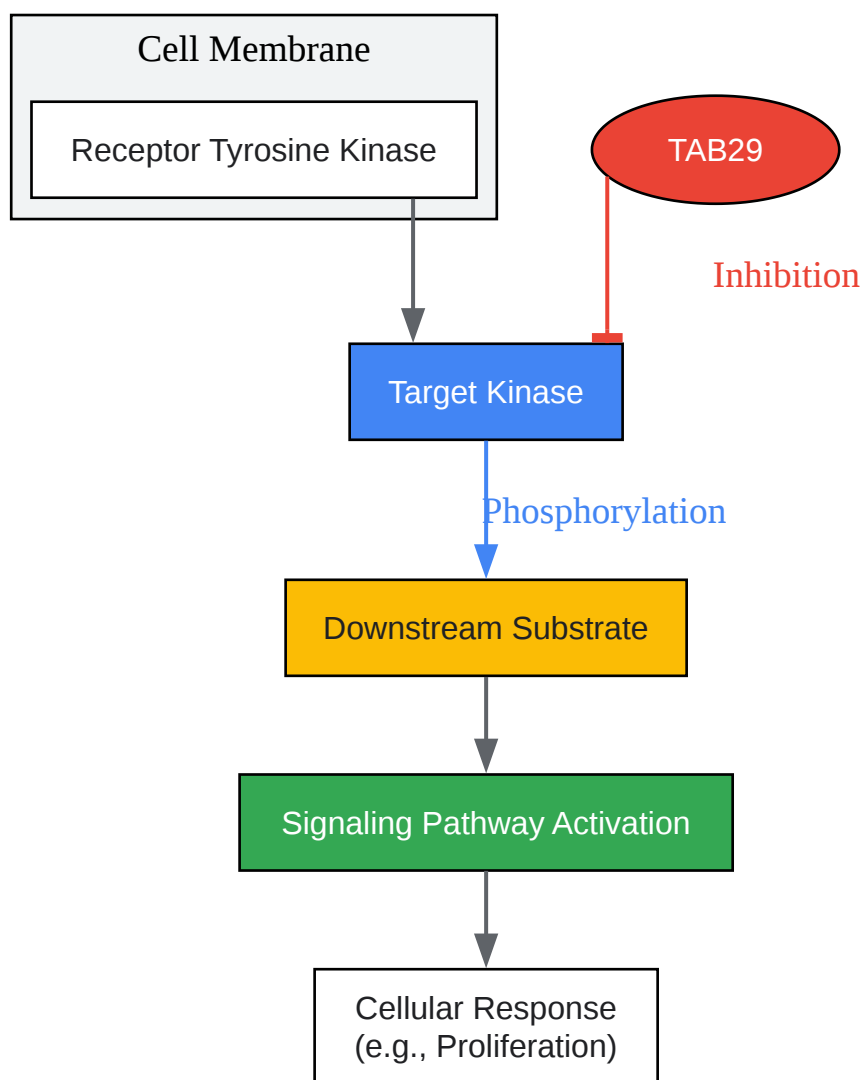 Cell Membrane
Receptor Tyrosine Kinase
TAB29
Inhibition
Target Kinase
Phosphorylation
Downstream Substrate
Signaling Pathway Activation
Cellular Response
(e.g., Proliferation)